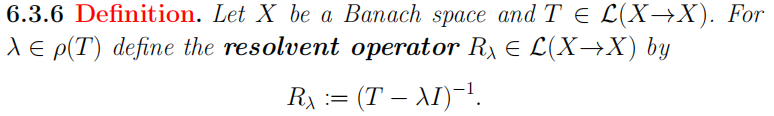 6.3.6 Definition. Let X be a Banach space and T ∈ ℒ(X→X). For
λ ∈ ρ(T) define the resolvent operator R_λ ∈ ℒ(X→X) by
R_λ := (T − λI)⁻¹.